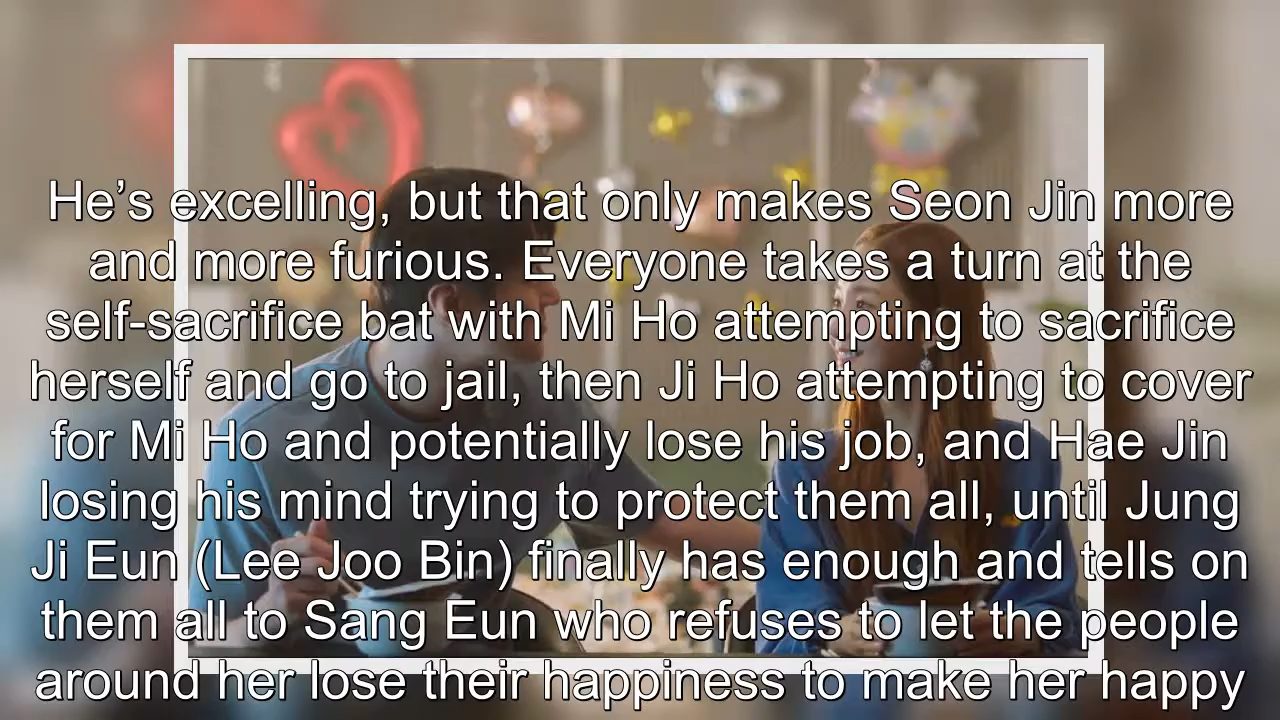 He’s excelling, but that only makes Seon Jin more
and more furious. Everyone takes a turn at the
self-sacrifice bat with Mi Ho attempting to sacrifice
herself and go to jail, then Ji Ho attempting to cover
for Mi Ho and potentially lose his job, and Hae Jin
losing his mind trying to protect them all, until Jung
Ji Eun (Lee Joo Bin) finally has enough and tells on
them all to Sang Eun who refuses to let the people
around her lose their happiness to make her happy